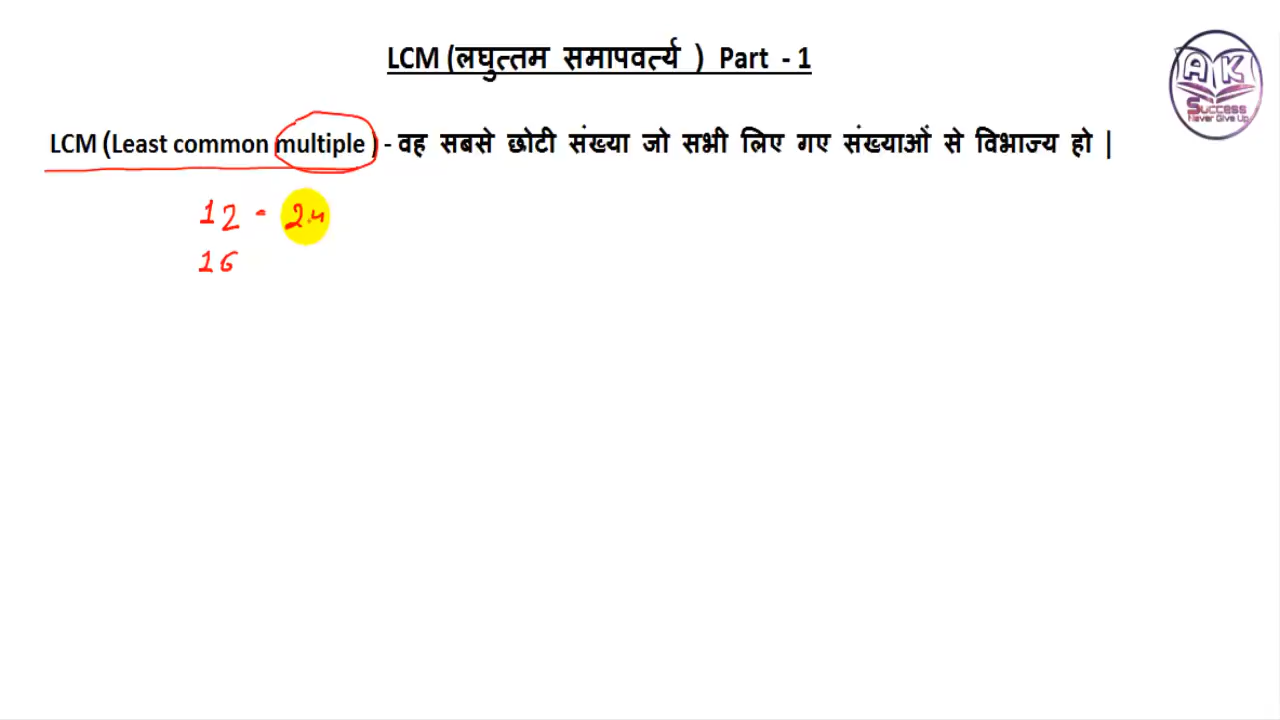 LCM (लघुत्तम समापवर्त्य ) Part - 1
AK
Success
Never Give Up
LCM (Least common multiple ) - वह सबसे छोटी संख्या जो सभी लिए गए संख्याओं से विभाज्य हो |
12 - 24
16